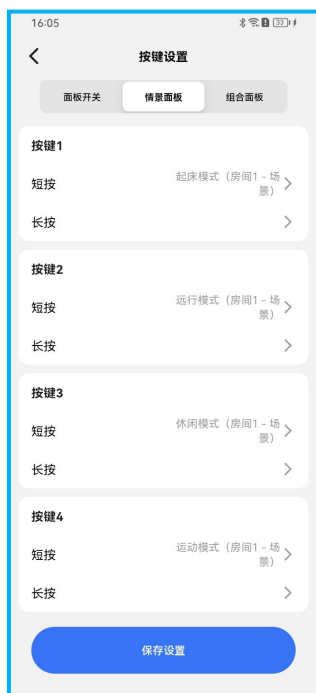 16:05
33
按键设置
面板开关 情景面板 组合面板
按键1
短按 起床模式（房间1 - 场
景）
长按
按键2
短按 远行模式（房间1 - 场
景）
长按
按键3
短按 休闲模式（房间1 - 场
景）
长按
按键4
短按 运动模式（房间1 - 场
景）
长按
保存设置